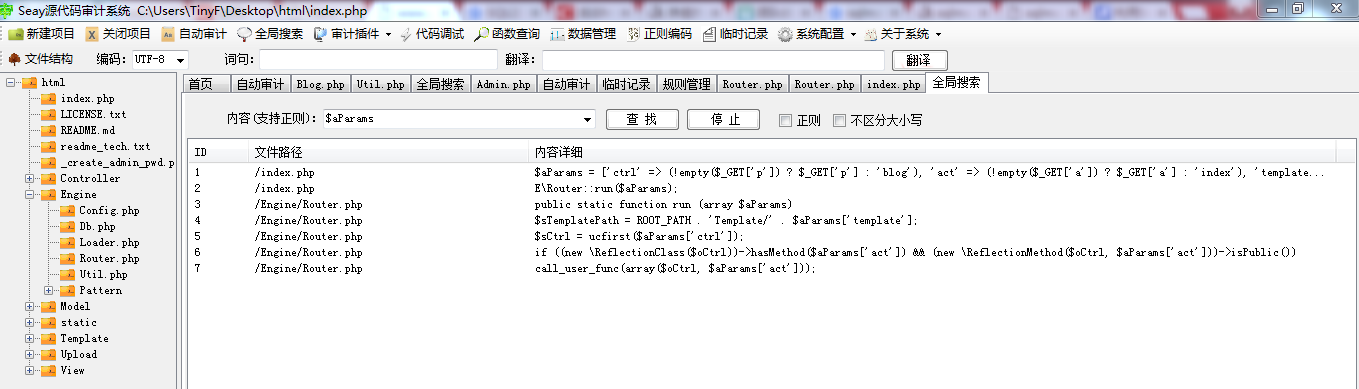 Seay源代码审计系统 C:\Users\TinyF\Desktop\html\index.php
新建项目 关闭项目 自动审计 全局搜索 审计插件 代码调试 函数查询 数据管理 正则编码 临时记录 系统配置 关于系统
文件结构 编码: UTF-8 词句: 翻译: 翻译
首页 自动审计 Blog.php Util.php 全局搜索 Admin.php 自动审计 临时记录 规则管理 Router.php Router.php index.php 全局搜索
html
index.php
LICENSE.txt
README.md
readme_tech.txt
_create_admin_pwd.p
Controller
Engine
Config.php
Db.php
Loader.php
Router.php
Util.php
Pattern
Model
static
Template
Upload
View
内容(支持正则): $aParams 查 找 停 止 正则 不区分大小写
ID 文件路径 内容详细
1 /index.php $aParams = ['ctrl' => (!empty($_GET['p']) ? $_GET['p'] : 'blog'), 'act' => (!empty($_GET['a']) ? $_GET['a'] : 'index'), 'template...
2 /index.php E\Router::run($aParams);
3 /Engine/Router.php public static function run (array $aParams)
4 /Engine/Router.php $sTemplatePath = ROOT_PATH . 'Template/' . $aParams['template'];
5 /Engine/Router.php $sCtrl = ucfirst($aParams['ctrl']);
6 /Engine/Router.php if ((new \ReflectionClass($oCtrl))->hasMethod($aParams['act']) && (new \ReflectionMethod($oCtrl, $aParams['act']))->isPublic())
7 /Engine/Router.php call_user_func(array($oCtrl, $aParams['act']));